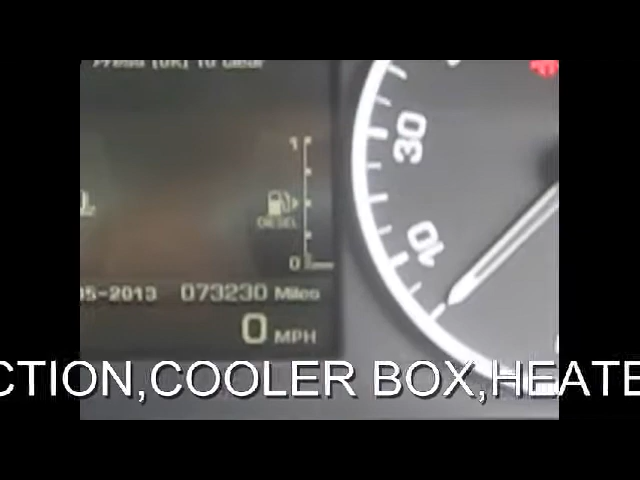 Press [OK] to clear
1
30
DIESEL
10
0
05-2013 073230 Miles
0 MPH
CTION,COOLER BOX,HEATE